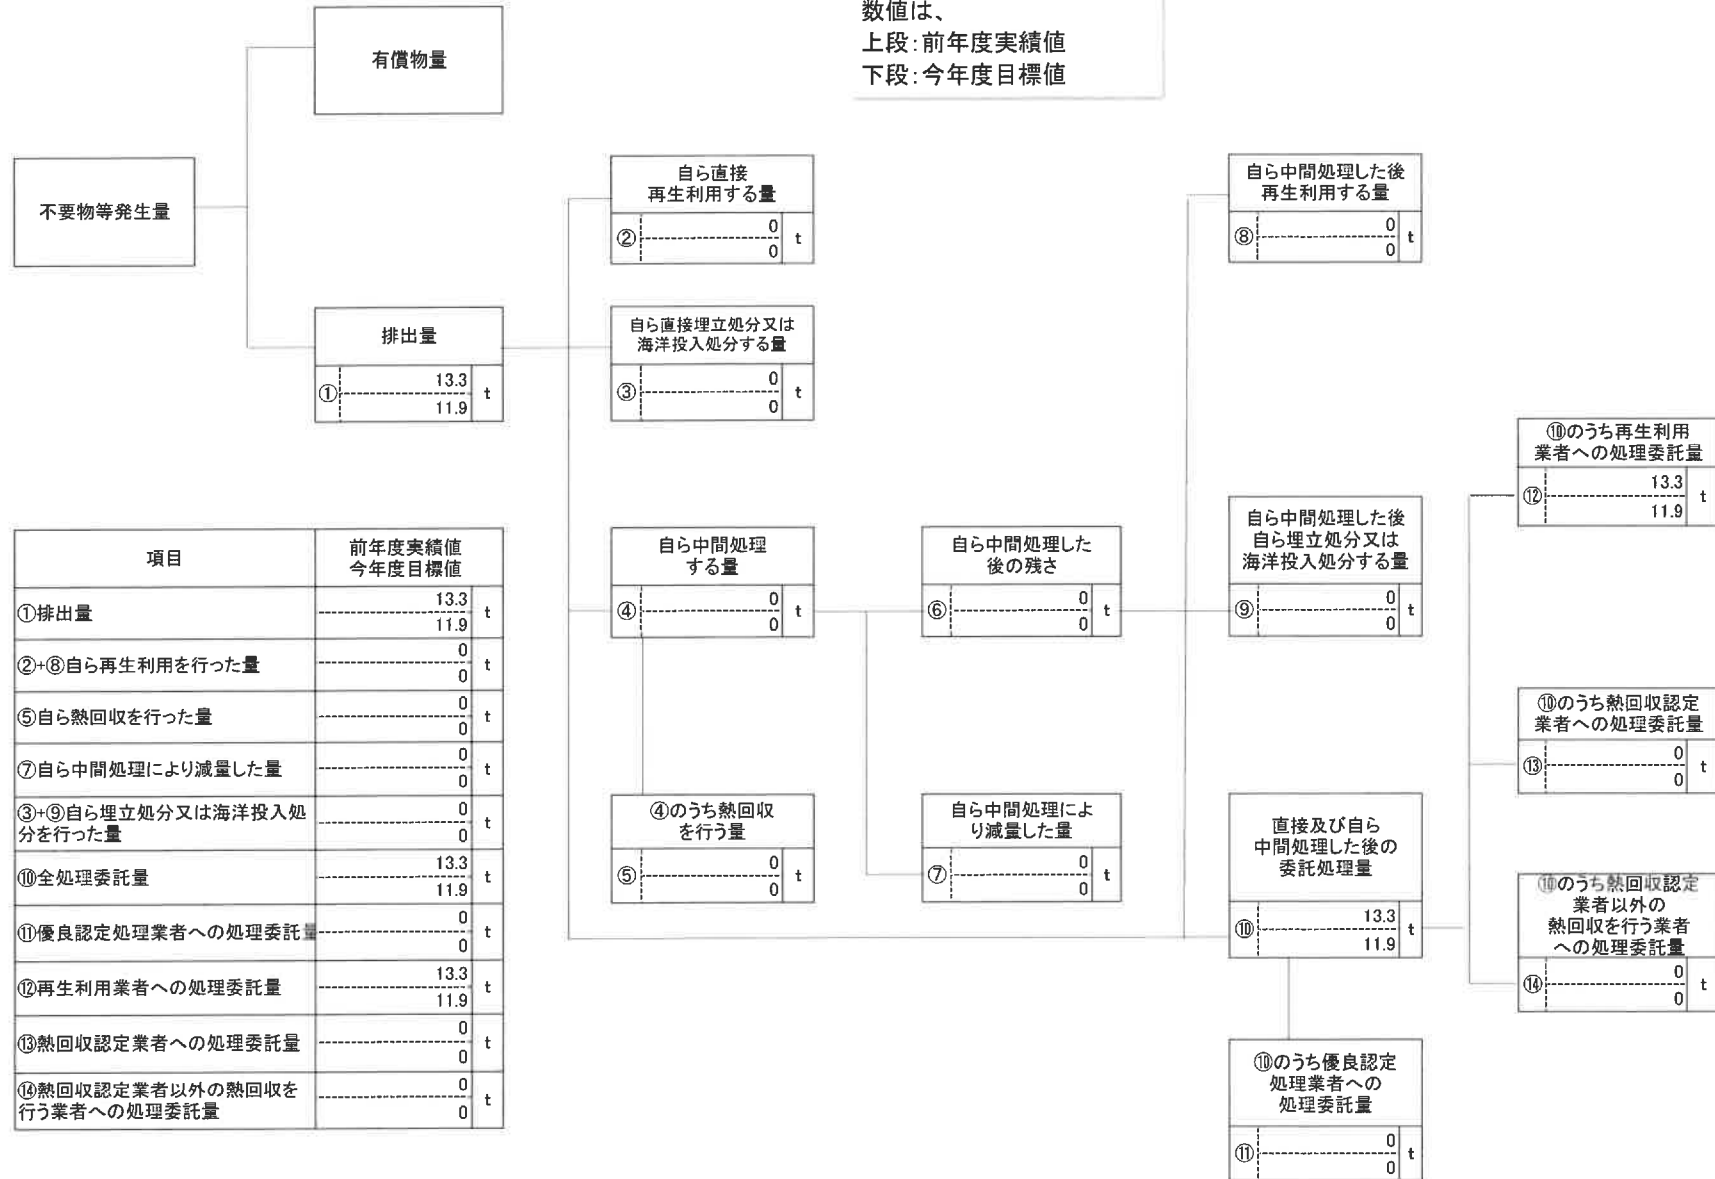 数値は、
上段:前年度実績値
下段:今年度目標値
有償物量
不要物等発生量
排出量
① 13.3 t
11.9
自ら直接
再生利用する量
② 0 t
0
自ら直接埋立処分又は
海洋投入処分する量
③ 0 t
0
自ら中間処理
する量
④ 0 t
0
④のうち熱回収
を行う量
⑤ 0 t
0
自ら中間処理した
後の残さ
⑥ 0 t
0
自ら中間処理によ
り減量した量
⑦ 0 t
0
自ら中間処理した後
再生利用する量
⑧ 0 t
0
自ら中間処理した後
自ら埋立処分又は
海洋投入処分する量
⑨ 0 t
0
直接及び自ら
中間処理した後の
委託処理量
⑩ 13.3 t
11.9
⑩のうち優良認定
処理業者への
処理委託量
⑪ 0 t
0
⑩のうち再生利用
業者への処理委託量
⑫ 13.3 t
11.9
⑩のうち熱回収認定
業者への処理委託量
⑬ 0 t
0
⑩のうち熱回収認定
業者以外の
熱回収を行う業者
への処理委託量
⑭ 0 t
0
項目
前年度実績値
今年度目標値
①排出量 13.3 t
11.9
②+⑧自ら再生利用を行った量 0 t
0
⑤自ら熱回収を行った量 0 t
0
⑦自ら中間処理により減量した量 0 t
0
③+⑨自ら埋立処分又は海洋投入処
分を行った量
0 t
0
⑩全処理委託量 13.3 t
11.9
⑪優良認定処理業者への処理委託量 0 t
0
⑫再生利用業者への処理委託量 13.3 t
11.9
⑬熱回収認定業者への処理委託量 0 t
0
⑭熱回収認定業者以外の熱回収を
行う業者への処理委託量
0 t
0